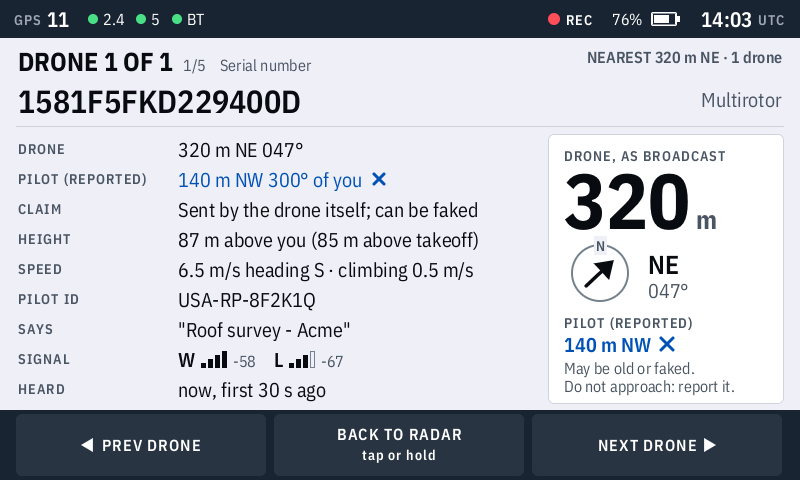 GPS 11 2.4 5 BT REC 76% 14:03 UTC
DRONE 1 OF 1 1/5 Serial number
NEAREST 320 m NE · 1 drone
1581F5FKD229400D
Multirotor
DRONE 320 m NE 047°
PILOT (REPORTED) 140 m NW 300° of you ✕
CLAIM Sent by the drone itself; can be faked
HEIGHT 87 m above you (85 m above takeoff)
SPEED 6.5 m/s heading S · climbing 0.5 m/s
PILOT ID USA-RP-8F2K1Q
SAYS "Roof survey - Acme"
SIGNAL W -58 L -67
HEARD now, first 30 s ago
DRONE, AS BROADCAST
320 m
N
NE
047°
PILOT (REPORTED)
140 m NW ✕
May be old or faked.
Do not approach: report it.
◀ PREV DRONE
BACK TO RADAR
tap or hold
NEXT DRONE ▶